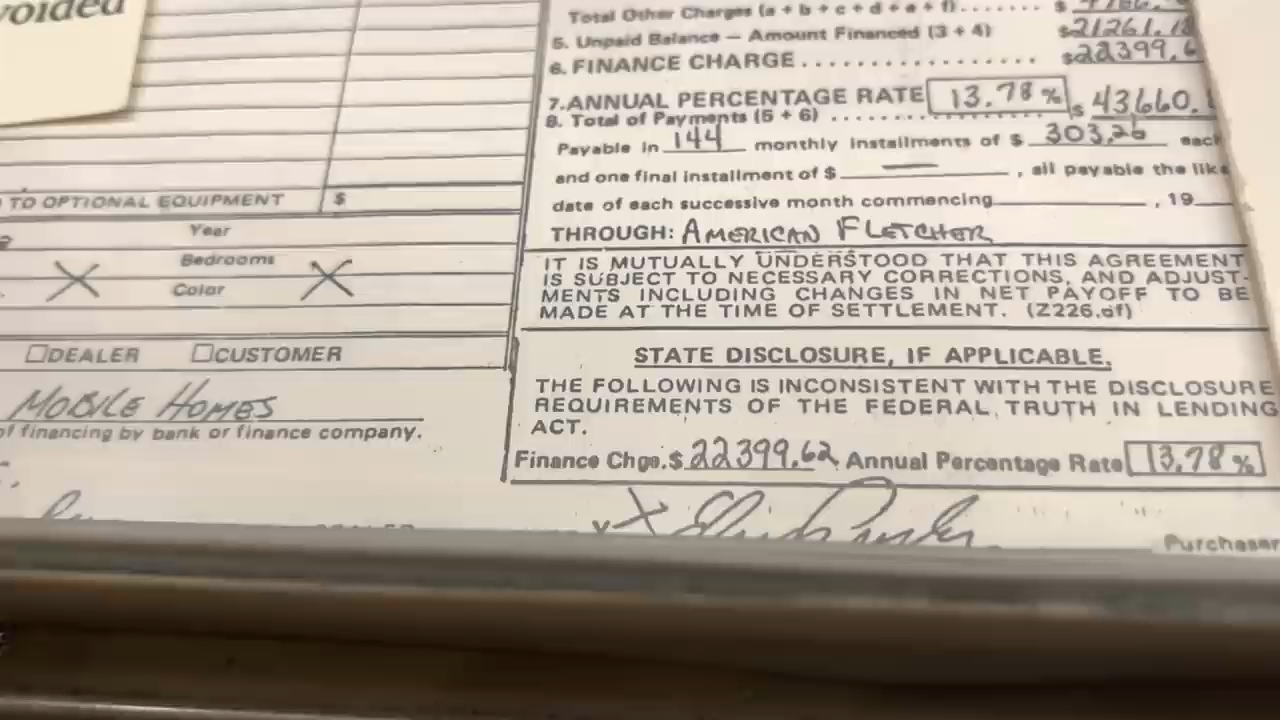 voided
Total Other Charges (a + b + c + d + e + f)....... $
5. Unpaid Balance — Amount Financed (3 + 4) $21261.18
6. FINANCE CHARGE .................. $22399.6
7. ANNUAL PERCENTAGE RATE 13.78 %
8. Total of Payments (5 + 6) .................. $ 43660.
Payable in 144 monthly installments of $ 303.26 each
and one final installment of $ — , all payable the like
date of each successive month commencing , 19
THROUGH: AMERICAN FLETCHER
IT IS MUTUALLY UNDERSTOOD THAT THIS AGREEMENT
IS SUBJECT TO NECESSARY CORRECTIONS, AND ADJUST-
MENTS INCLUDING CHANGES IN NET PAYOFF TO BE
MADE AT THE TIME OF SETTLEMENT. (Z226.of)
STATE DISCLOSURE, IF APPLICABLE.
THE FOLLOWING IS INCONSISTENT WITH THE DISCLOSURE
REQUIREMENTS OF THE FEDERAL TRUTH IN LENDING
ACT.
Finance Chge. $ 22399.62 Annual Percentage Rate 13.78 %
X
Purchaser
TO OPTIONAL EQUIPMENT $
Year
Bedrooms
X Color X
DEALER CUSTOMER
MOBILE HOMES
of financing by bank or finance company.